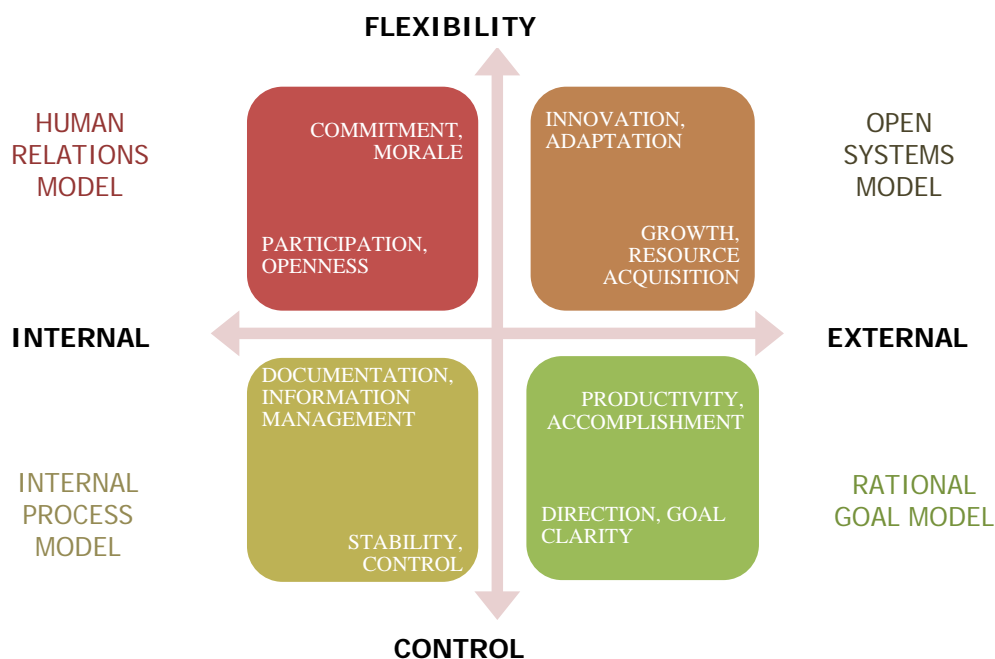 FLEXIBILITY
HUMAN
RELATIONS
MODEL
COMMITMENT,
MORALE
PARTICIPATION,
OPENNESS
INNOVATION,
ADAPTATION
GROWTH,
RESOURCE
ACQUISITION
OPEN
SYSTEMS
MODEL
INTERNAL
EXTERNAL
INTERNAL
PROCESS
MODEL
DOCUMENTATION,
INFORMATION
MANAGEMENT
STABILITY,
CONTROL
PRODUCTIVITY,
ACCOMPLISHMENT
DIRECTION, GOAL
CLARITY
RATIONAL
GOAL MODEL
CONTROL